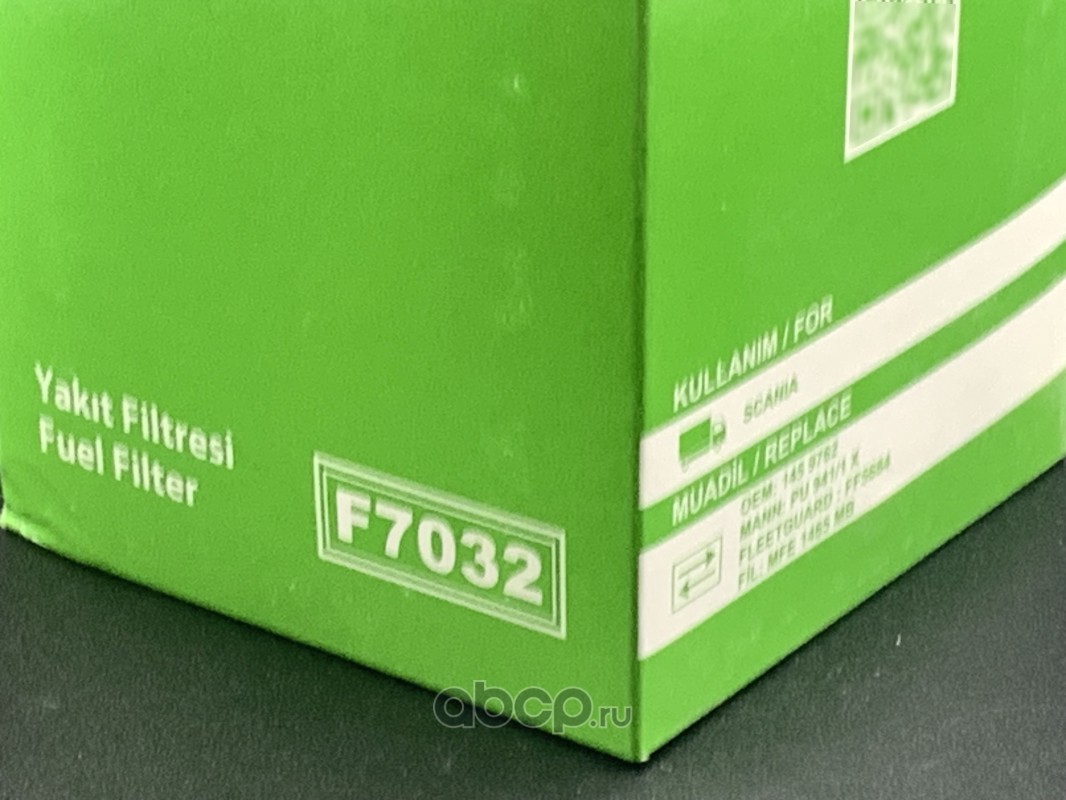 Yakıt Filtresi
Fuel Filter
F7032
KULLANIM / FOR
SCANIA
MUADİL / REPLACE
OEM: 145 9762
MANN: PU 941/1 X
FLEETGUARD : FF5684
FİL: MFE 1465 MB
abcp.ru